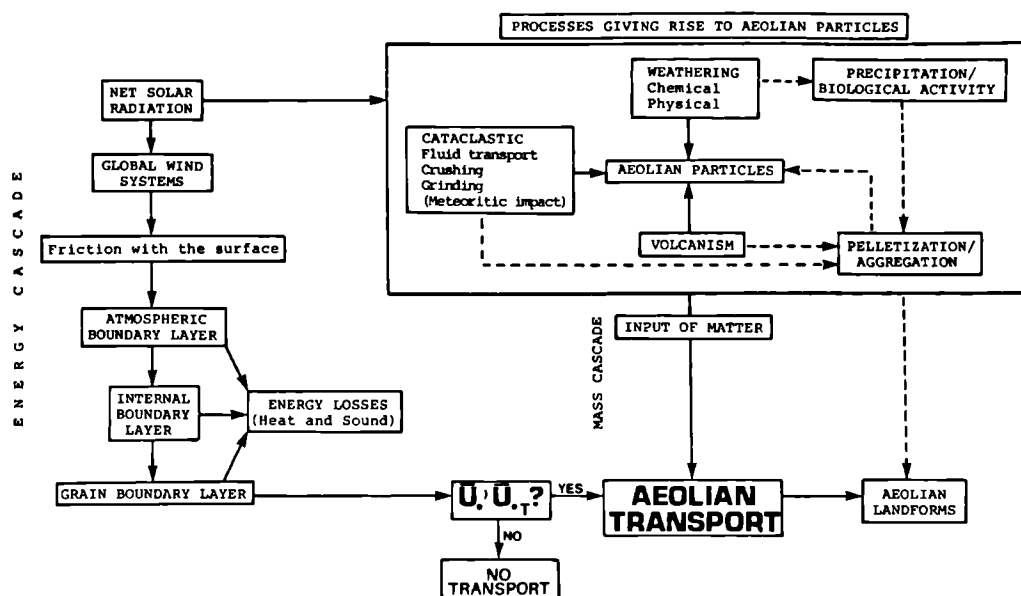 PROCESSES GIVING RISE TO AEOLIAN PARTICLES
NET SOLAR
RADIATION
GLOBAL WIND
SYSTEMS
Friction with the surface
ATMOSPHERIC
BOUNDARY LAYER
INTERNAL
BOUNDARY
LAYER
ENERGY LOSSES
(Heat and Sound)
GRAIN BOUNDARY LAYER
ENERGY CASCADE
WEATHERING
Chemical
Physical
PRECIPITATION/
BIOLOGICAL ACTIVITY
CATACLASTIC
Fluid transport
Crushing
Grinding
(Meteoritic impact)
AEOLIAN PARTICLES
VOLCANISM
PELLETIZATION/
AGGREGATION
MASS CASCADE
INPUT OF MATTER
Ū*⟩Ū*T?
YES
NO
NO
TRANSPORT
AEOLIAN
TRANSPORT
AEOLIAN
LANDFORMS